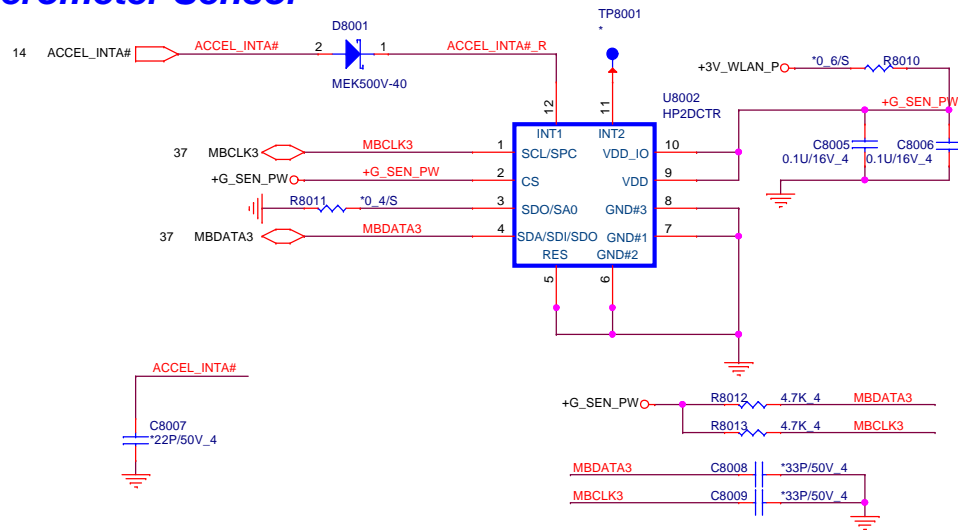 Sensor
D8001
TP8001
*
14 ACCEL_INTA# ACCEL_INTA# 2 1 ACCEL_INTA#_R
MEK500V-40
+3V_WLAN_P *0_6/S R8010
12 11
U8002
HP2DCTR
+G_SEN_PW
INT1 INT2
37 MBCLK3 MBCLK3 1 SCL/SPC VDD_IO 10
C8005 C8006
0.1U/16V_4 0.1U/16V_4
+G_SEN_PW +G_SEN_PW 2 CS VDD 9
R8011 *0_4/S 3 SDO/SA0 GND#3 8
37 MBDATA3 MBDATA3 4 SDA/SDI/SDO GND#1 7
RES GND#2
5 6
ACCEL_INTA#
C8007
*22P/50V_4
+G_SEN_PW R8012 4.7K_4 MBDATA3
R8013 4.7K_4 MBCLK3
MBDATA3 C8008 *33P/50V_4
MBCLK3 C8009 *33P/50V_4